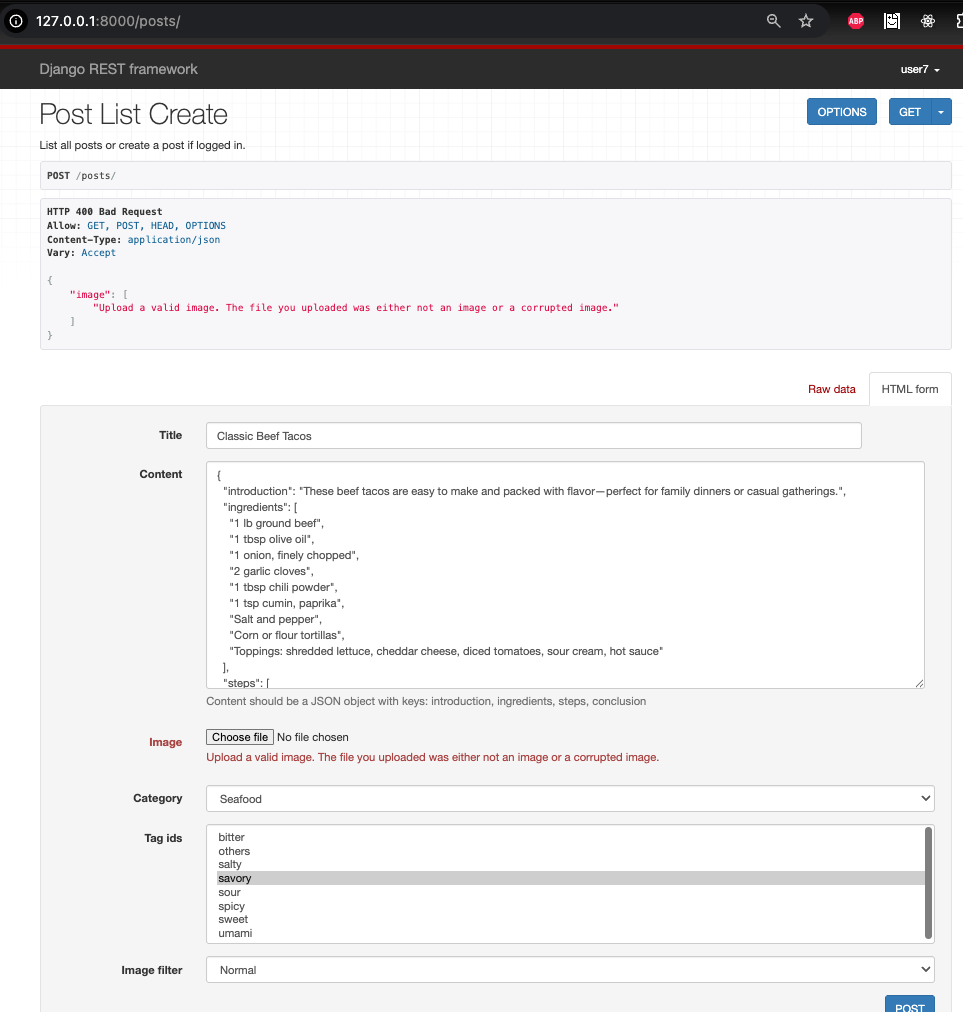 127.0.0.1:8000/posts/
ABP
Django REST framework
user7
Post List Create
OPTIONS
GET
List all posts or create a post if logged in.
POST /posts/
HTTP 400 Bad Request
Allow: GET, POST, HEAD, OPTIONS
Content-Type: application/json
Vary: Accept
{
"image": [
"Upload a valid image. The file you uploaded was either not an image or a corrupted image."
]
}
Raw data
HTML form
Title
Classic Beef Tacos
Content
{
"introduction": "These beef tacos are easy to make and packed with flavor—perfect for family dinners or casual gatherings.",
"ingredients": [
"1 lb ground beef",
"1 tbsp olive oil",
"1 onion, finely chopped",
"2 garlic cloves",
"1 tbsp chili powder",
"1 tsp cumin, paprika",
"Salt and pepper",
"Corn or flour tortillas",
"Toppings: shredded lettuce, cheddar cheese, diced tomatoes, sour cream, hot sauce"
],
"steps": [
Content should be a JSON object with keys: introduction, ingredients, steps, conclusion
Image
Choose file No file chosen
Upload a valid image. The file you uploaded was either not an image or a corrupted image.
Category
Seafood
Tag ids
bitter
others
salty
savory
sour
spicy
sweet
umami
Image filter
Normal
POST